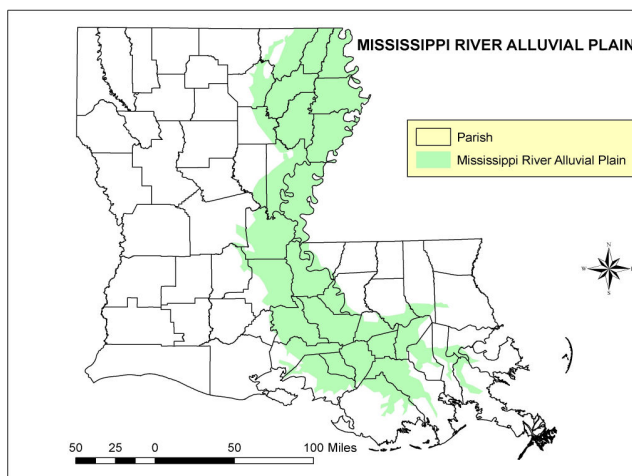 MISSISSIPPI RIVER ALLUVIAL PLAIN
Parish
Mississippi River Alluvial Plain
N
W E
S
50 25 0 50 100 Miles